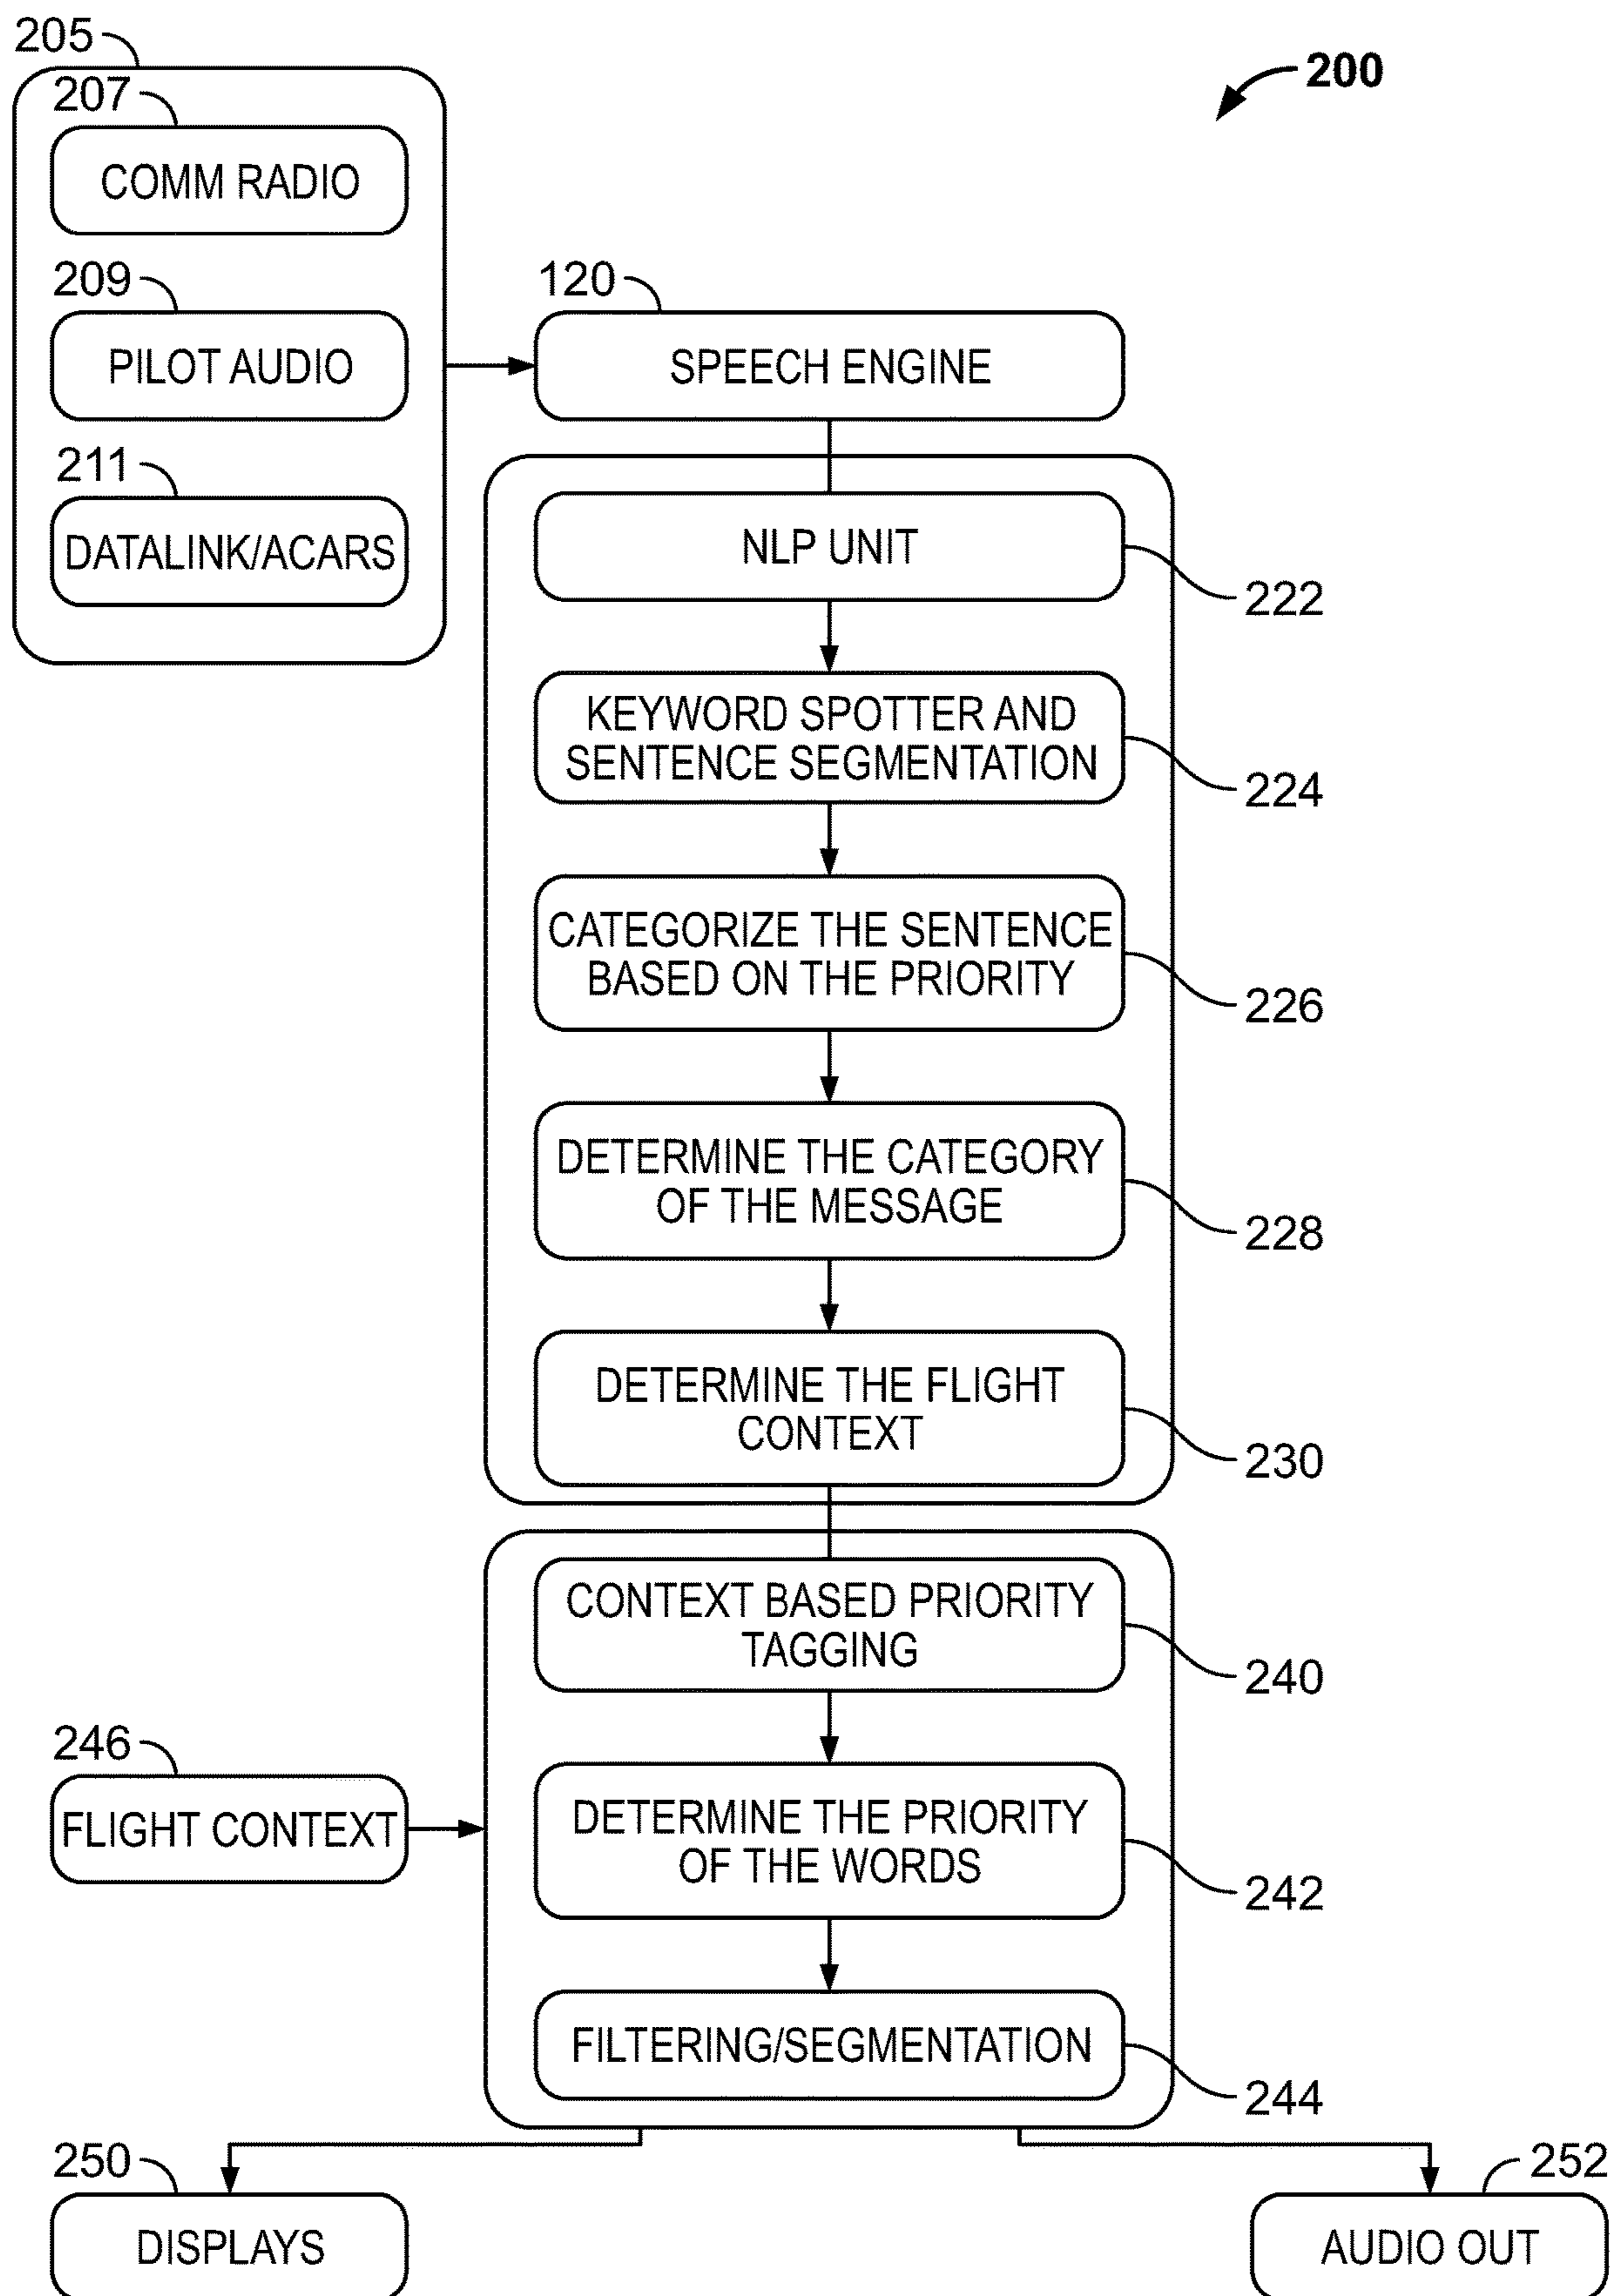 205
200
207
COMM RADIO
209
PILOT AUDIO
211
DATALINK/ACARS
120
SPEECH ENGINE
NLP UNIT
222
KEYWORD SPOTTER AND
SENTENCE SEGMENTATION
224
CATEGORIZE THE SENTENCE
BASED ON THE PRIORITY
226
DETERMINE THE CATEGORY
OF THE MESSAGE
228
DETERMINE THE FLIGHT
CONTEXT
230
CONTEXT BASED PRIORITY
TAGGING
240
246
FLIGHT CONTEXT
DETERMINE THE PRIORITY
OF THE WORDS
242
FILTERING/SEGMENTATION
244
250
DISPLAYS
252
AUDIO OUT